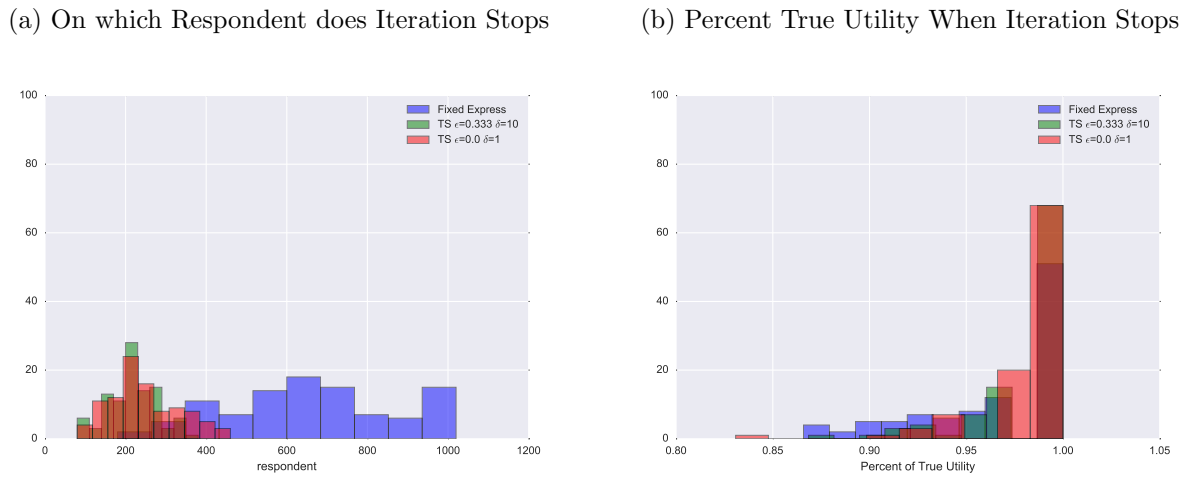 (a) On which Respondent does Iteration Stops
100
80
60
40
20
0
0 200 400 600 800 1000 1200
respondent
Fixed Express
TS ϵ=0.333 δ=10
TS ϵ=0.0 δ=1
(b) Percent True Utility When Iteration Stops
100
80
60
40
20
0
0.80 0.85 0.90 0.95 1.00 1.05
Percent of True Utility
Fixed Express
TS ϵ=0.333 δ=10
TS ϵ=0.0 δ=1